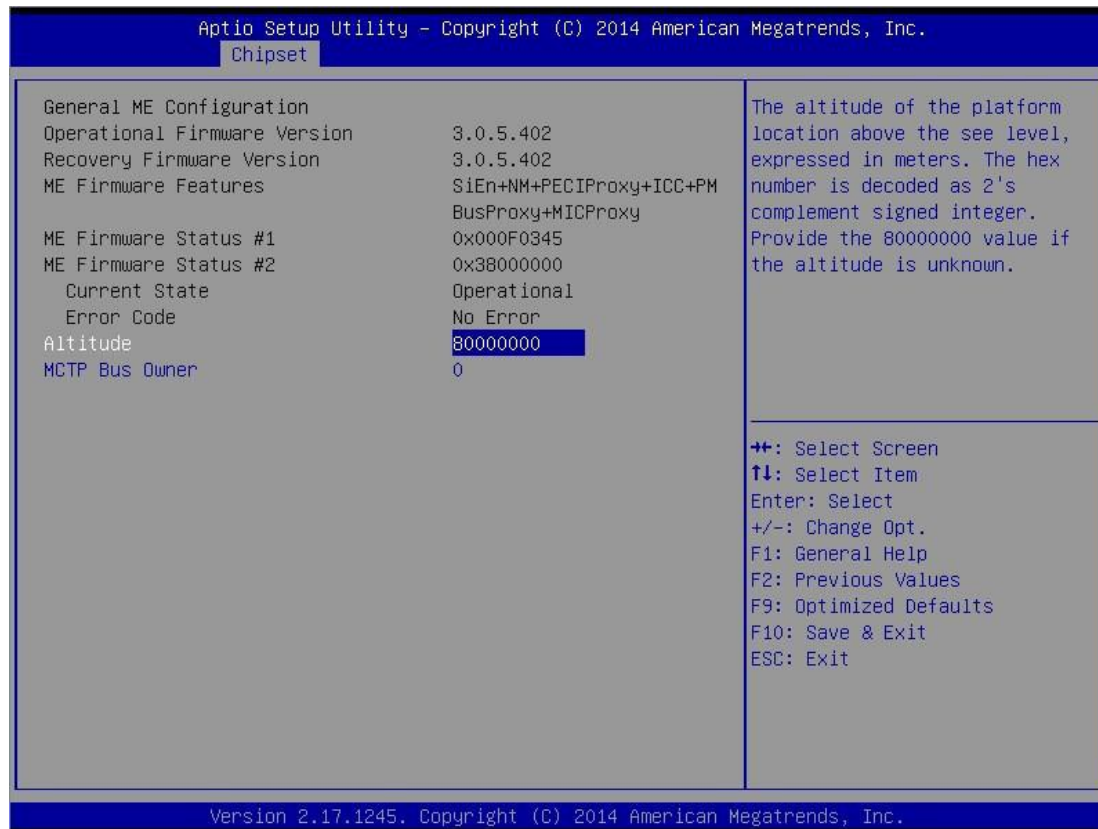 Aptio Setup Utility – Copyright (C) 2014 American Megatrends, Inc.
Chipset
General ME Configuration
Operational Firmware Version 3.0.5.402
Recovery Firmware Version 3.0.5.402
ME Firmware Features SiEn+NM+PECIProxy+ICC+PM
BusProxy+MICProxy
ME Firmware Status #1 0x000F0345
ME Firmware Status #2 0x38000000
Current State Operational
Error Code No Error
Altitude 80000000
MCTP Bus Owner 0
The altitude of the platform
location above the see level,
expressed in meters. The hex
number is decoded as 2's
complement signed integer.
Provide the 80000000 value if
the altitude is unknown.
→←: Select Screen
↑↓: Select Item
Enter: Select
+/-: Change Opt.
F1: General Help
F2: Previous Values
F9: Optimized Defaults
F10: Save & Exit
ESC: Exit
Version 2.17.1245. Copyright (C) 2014 American Megatrends, Inc.